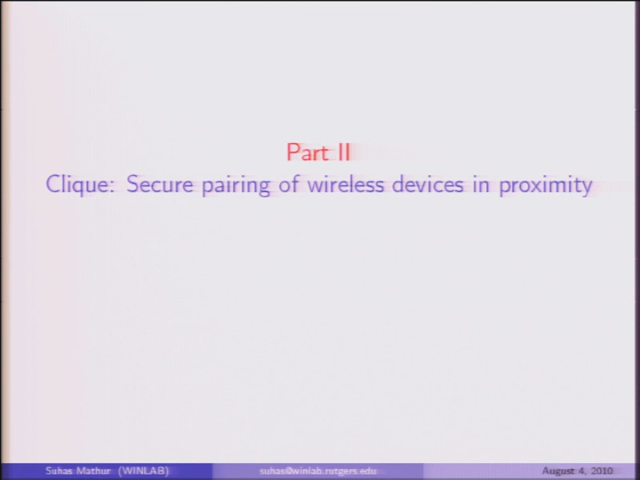 Part II
Clique: Secure pairing of wireless devices in proximity
Suhas Mathur (WINLAB) suhas@winlab.rutgers.edu August 4, 2010